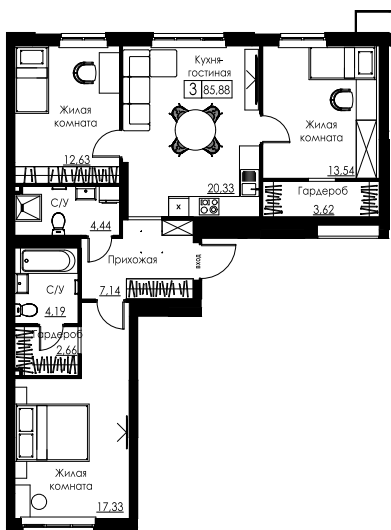 Кухня-
гостиная
3 85,88
Жилая
комната
12.63
Жилая
комната
13.54
20.33
Гардероб
3.62
С/У
4.44
х
Прихожая
вход
7.14
С/У
4.19
Гардероб
2.66
Жилая
комната
17.33